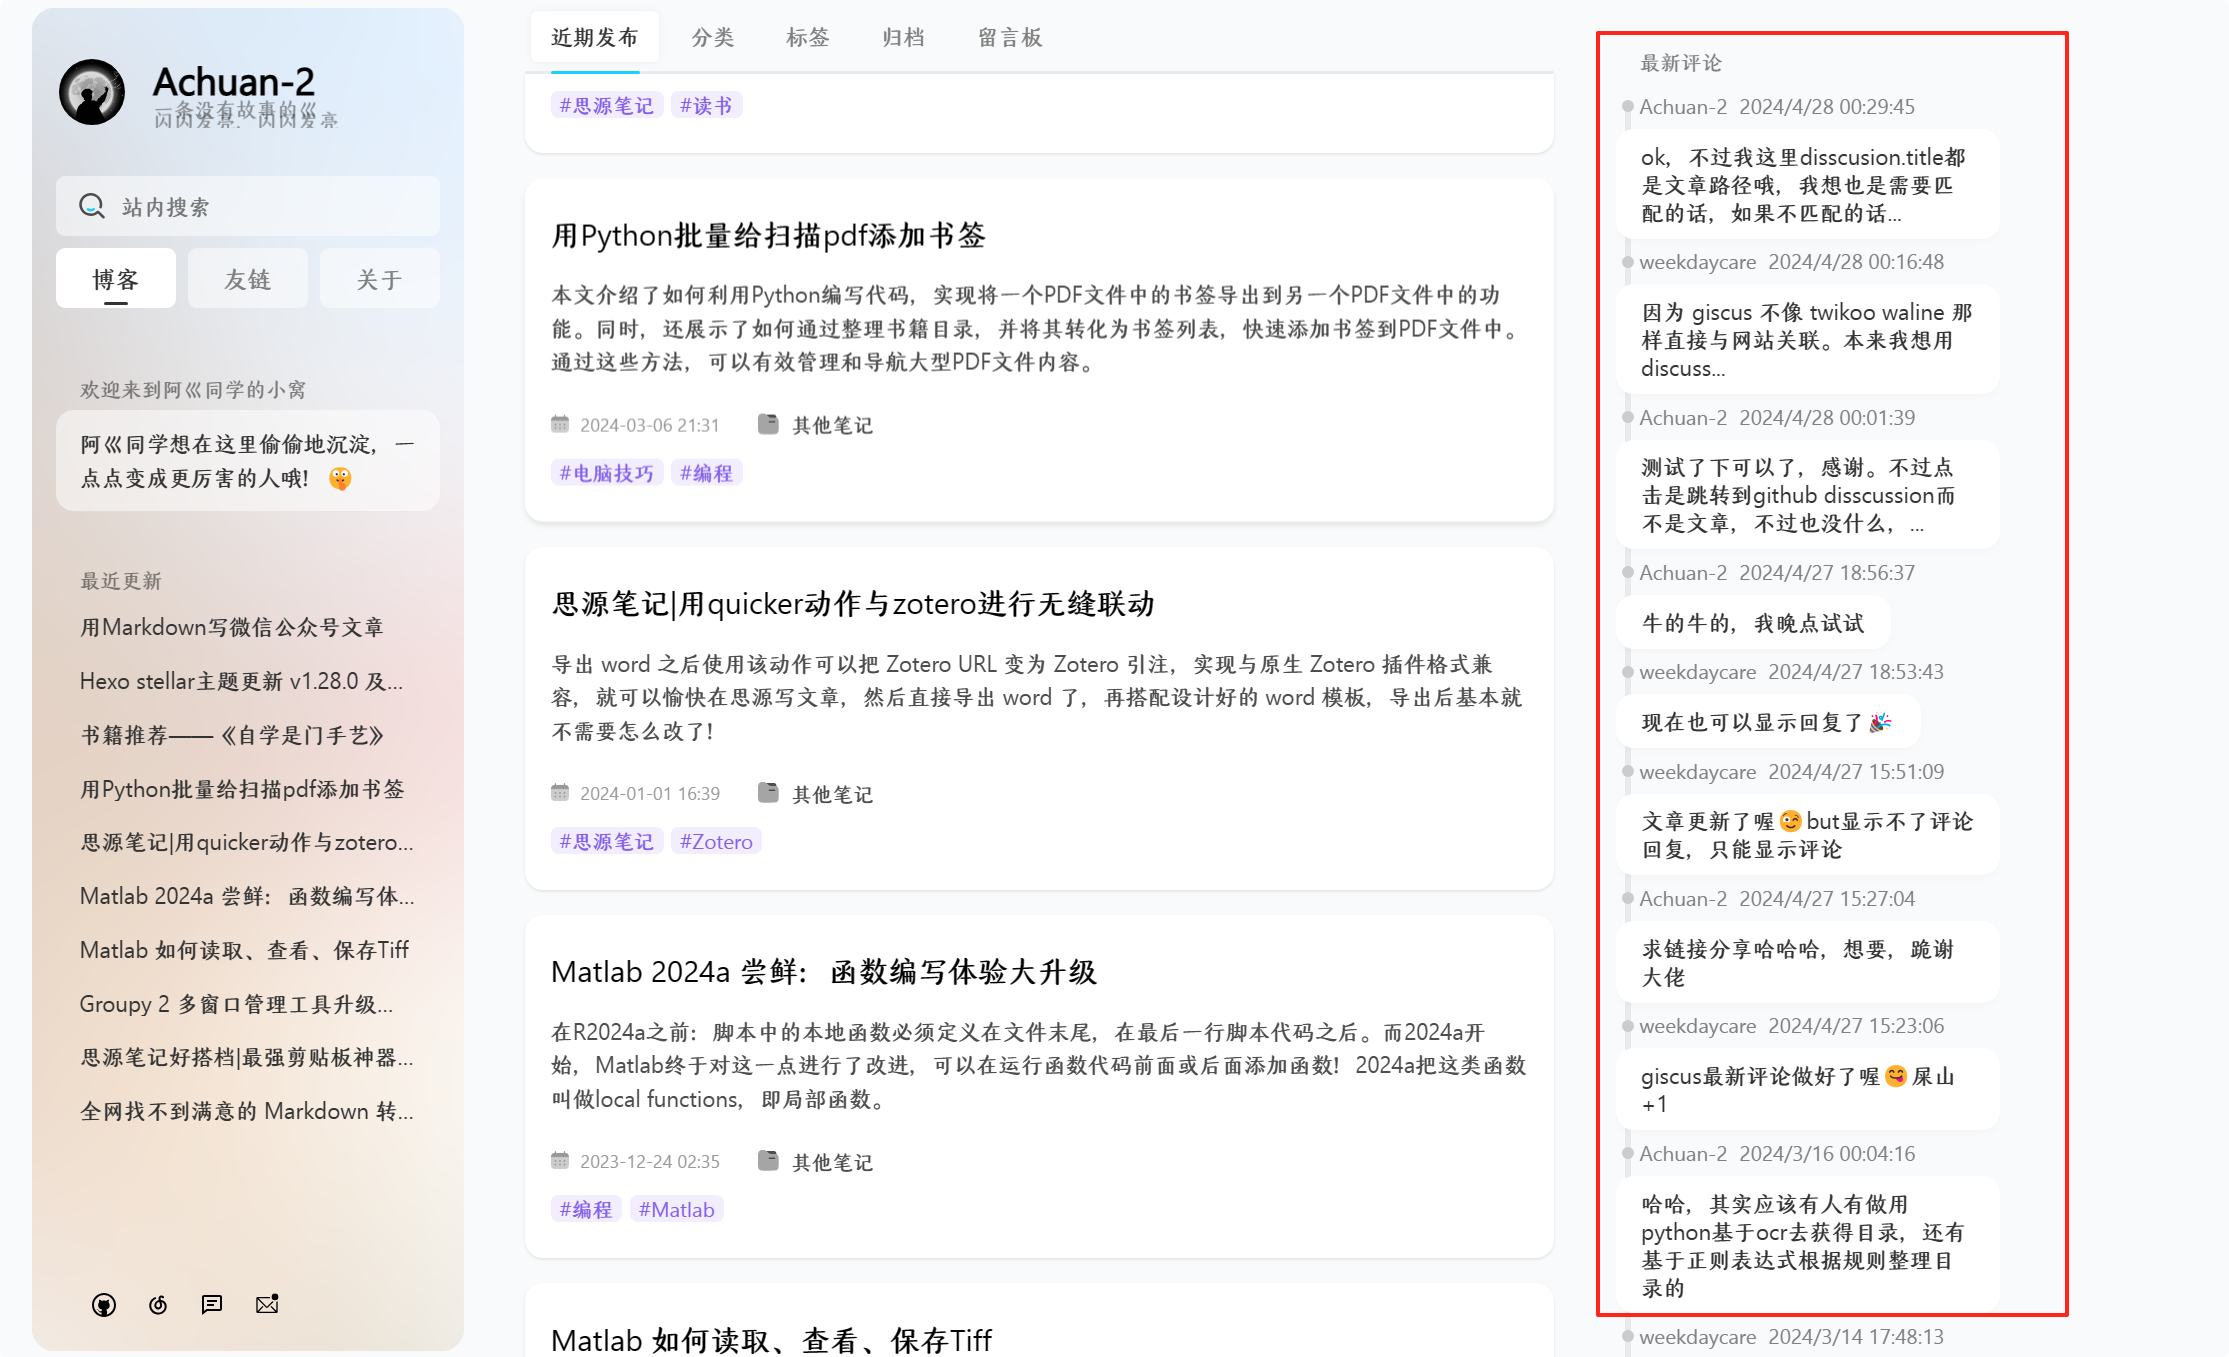 Achuan-2
一条没有故事的巛
闪闪发亮，闪闪发亮
站内搜索
博客
友链
关于
欢迎来到阿巛同学的小窝
阿巛同学想在这里偷偷地沉淀，一
点点变成更厉害的人哦！🤫
最近更新
用Markdown写微信公众号文章
Hexo stellar主题更新 v1.28.0 及...
书籍推荐——《自学是门手艺》
用Python批量给扫描pdf添加书签
思源笔记|用quicker动作与zotero...
Matlab 2024a 尝鲜：函数编写体...
Matlab 如何读取、查看、保存Tiff
Groupy 2 多窗口管理工具升级...
思源笔记好搭档|最强剪贴板神器...
全网找不到满意的 Markdown 转...
近期发布
分类
标签
归档
留言板
#思源笔记 #读书
用Python批量给扫描pdf添加书签
本文介绍了如何利用Python编写代码，实现将一个PDF文件中的书签导出到另一个PDF文件中的功
能。同时，还展示了如何通过整理书籍目录，并将其转化为书签列表，快速添加书签到PDF文件中。
通过这些方法，可以有效管理和导航大型PDF文件内容。
2024-03-06 21:31 其他笔记
#电脑技巧 #编程
思源笔记|用quicker动作与zotero进行无缝联动
导出 word 之后使用该动作可以把 Zotero URL 变为 Zotero 引注，实现与原生 Zotero 插件格式兼
容，就可以愉快在思源写文章，然后直接导出 word 了，再搭配设计好的 word 模板，导出后基本就
不需要怎么改了！
2024-01-01 16:39 其他笔记
#思源笔记 #Zotero
Matlab 2024a 尝鲜：函数编写体验大升级
在R2024a之前：脚本中的本地函数必须定义在文件末尾，在最后一行脚本代码之后。而2024a开
始，Matlab终于对这一点进行了改进，可以在运行函数代码前面或后面添加函数！2024a把这类函数
叫做local functions，即局部函数。
2023-12-24 02:35 其他笔记
#编程 #Matlab
Matlab 如何读取、查看、保存Tiff
最新评论
Achuan-2 2024/4/28 00:29:45
ok，不过我这里disscusion.title都
是文章路径哦，我想也是需要匹
配的话，如果不匹配的话...
weekdaycare 2024/4/28 00:16:48
因为 giscus 不像 twikoo waline 那
样直接与网站关联。本来我想用
discuss...
Achuan-2 2024/4/28 00:01:39
测试了下可以了，感谢。不过点
击是跳转到github disscussion而
不是文章，不过也没什么，...
Achuan-2 2024/4/27 18:56:37
牛的牛的，我晚点试试
weekdaycare 2024/4/27 18:53:43
现在也可以显示回复了🎉
weekdaycare 2024/4/27 15:51:09
文章更新了喔😉but显示不了评论
回复，只能显示评论
Achuan-2 2024/4/27 15:27:04
求链接分享哈哈哈，想要，跪谢
大佬
weekdaycare 2024/4/27 15:23:06
giscus最新评论做好了喔😋屎山
+1
Achuan-2 2024/3/16 00:04:16
哈哈，其实应该有人有做用
python基于ocr去获得目录，还有
基于正则表达式根据规则整理目
录的
weekdaycare 2024/3/14 17:48:13